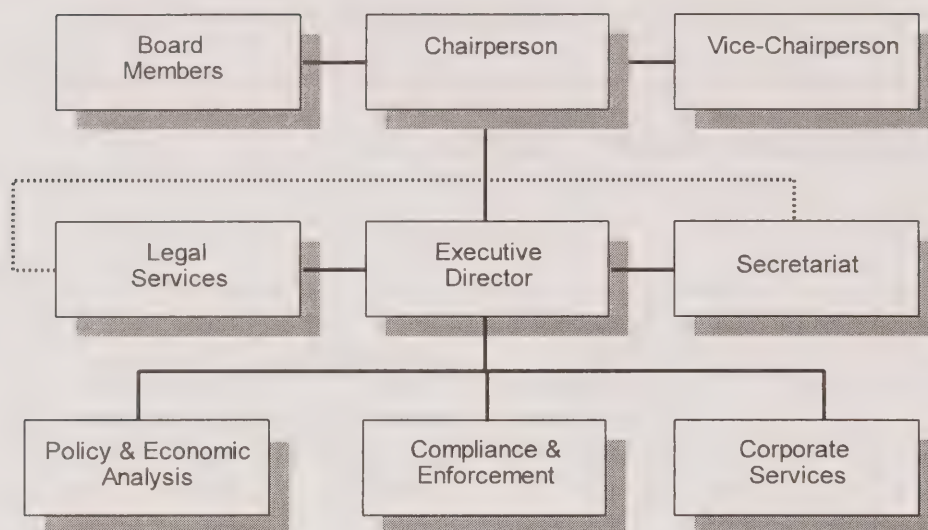 Board
Members
Chairperson
Vice-Chairperson
Legal
Services
Executive
Director
Secretariat
Policy & Economic
Analysis
Compliance &
Enforcement
Corporate
Services